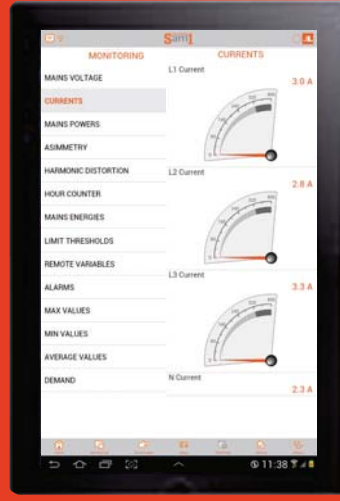 Sam1
MONITORING
MAINS VOLTAGE
CURRENTS
MAINS POWERS
ASIMMETRY
HARMONIC DISTORTION
HOUR COUNTER
MAINS ENERGIES
LIMIT THRESHOLDS
REMOTE VARIABLES
ALARMS
MAX VALUES
MIN VALUES
AVERAGE VALUES
DEMAND
CURRENTS
L1 Current
3.0 A
L2 Current
2.8 A
L3 Current
3.3 A
N Current
2.3 A
11:38